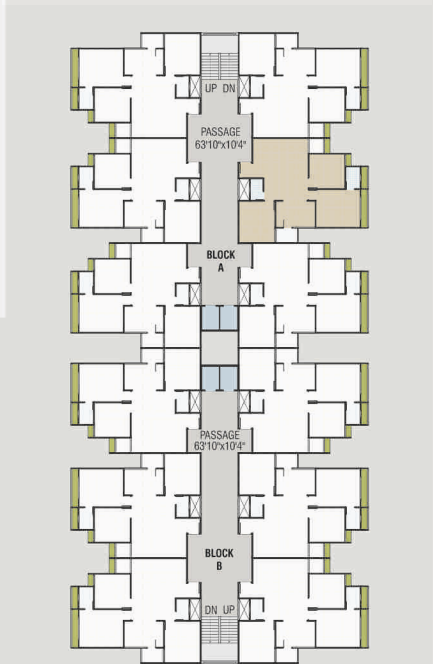 UP DN
PASSAGE
63'10"x10'4"
BLOCK
A
PASSAGE
63'10"x10'4"
BLOCK
B
DN UP